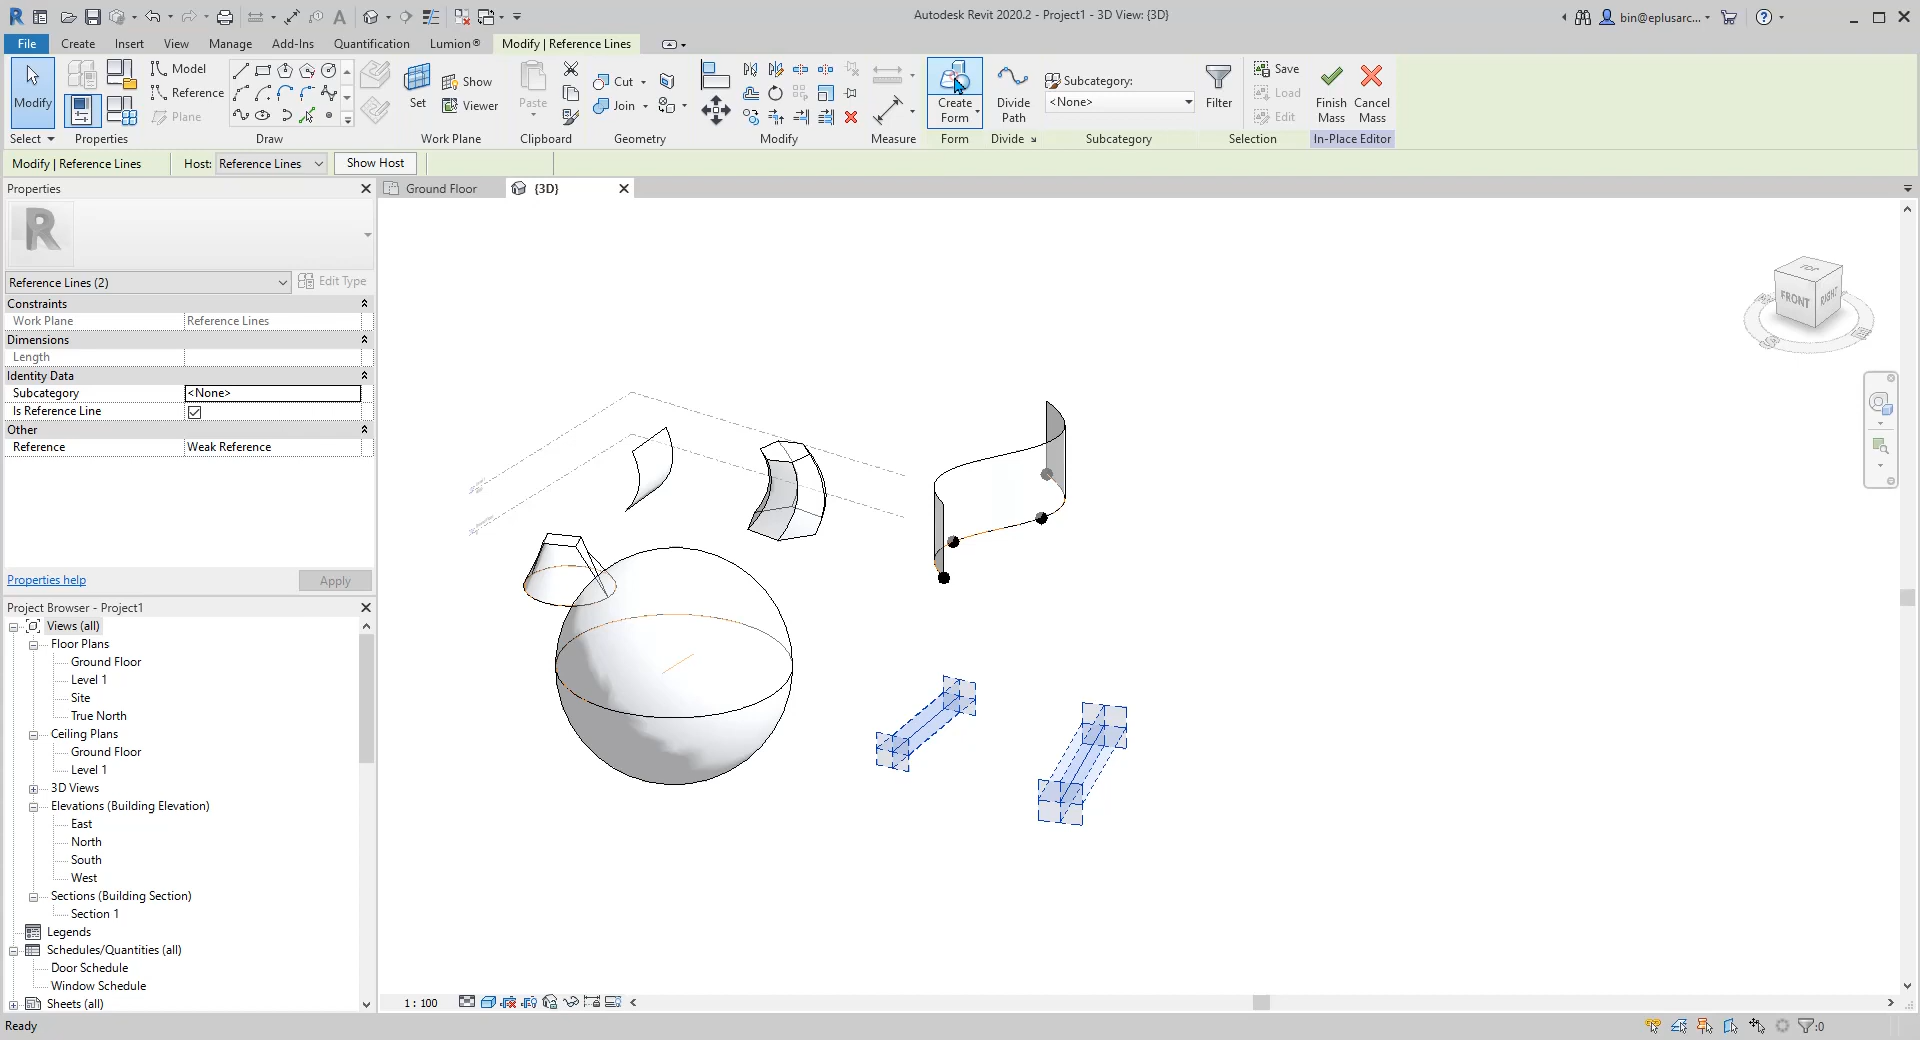 Autodesk Revit 2020.2 - Project1 - 3D View: {3D}
bin@eplusarc...
File Create Insert View Manage Add-Ins Quantification Lumion® Modify | Reference Lines
Modify
Model
Reference
Plane
Set
Show
Viewer
Paste
Cut
Join
Create Form
Divide Path
Subcategory:
<None>
Filter
Save
Load
Edit
Finish Mass
Cancel Mass
Select Properties Draw Work Plane Clipboard Geometry Modify Measure Form Divide Subcategory Selection In-Place Editor
Modify | Reference Lines Host: Reference Lines Show Host
Properties
Ground Floor
{3D}
R
Reference Lines (2)
Edit Type
Constraints
Work Plane Reference Lines
Dimensions
Length
Identity Data
Subcategory <None>
Is Reference Line
Other
Reference Weak Reference
Properties help
Apply
TOP
FRONT
RIGHT
Project Browser - Project1
Views (all)
Floor Plans
Ground Floor
Level 1
Site
True North
Ceiling Plans
Ground Floor
Level 1
3D Views
Elevations (Building Elevation)
East
North
South
West
Sections (Building Section)
Section 1
Legends
Schedules/Quantities (all)
Door Schedule
Window Schedule
Sheets (all)
1 : 100
Ready
:0